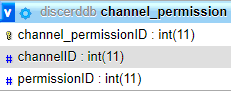 v discerddb channel_permission
channel_permissionID : int(11)
# channelID : int(11)
# permissionID : int(11)